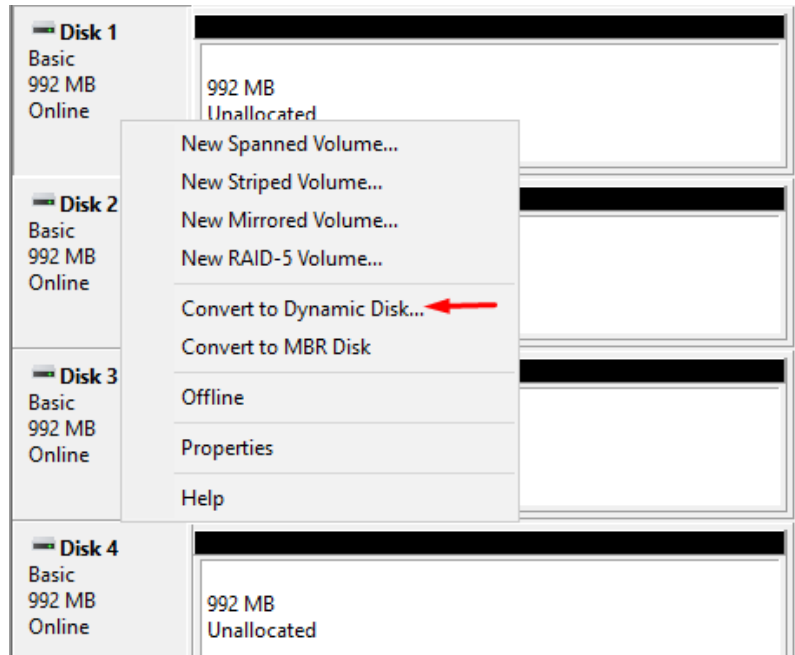 Disk 1
Basic
992 MB
Online
992 MB
Unallocated
New Spanned Volume...
New Striped Volume...
New Mirrored Volume...
New RAID-5 Volume...
Convert to Dynamic Disk...
Convert to MBR Disk
Offline
Properties
Help
Disk 2
Basic
992 MB
Online
Disk 3
Basic
992 MB
Online
Disk 4
Basic
992 MB
Online
992 MB
Unallocated